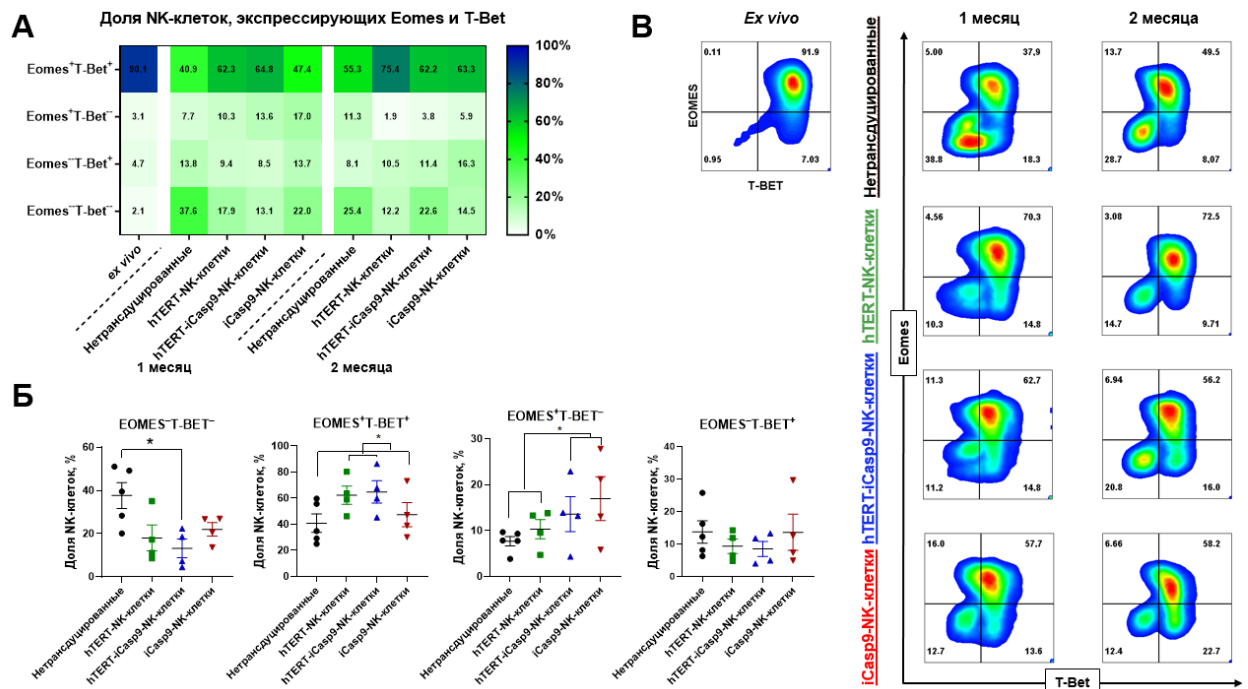 А
Доля NK-клеток, экспрессирующих Eomes и T-Bet
Eomes⁺T-Bet⁺ 90.1 40.9 62.3 64.8 47.4 55.3 75.4 62.2 63.3
Eomes⁺T-Bet⁻⁻ 3.1 7.7 10.3 13.6 17.0 11.3 1.9 3.8 5.9
Eomes⁻⁻T-Bet⁺ 4.7 13.8 9.4 8.5 13.7 8.1 10.5 11.4 16.3
Eomes⁻⁻T-bet⁻⁻ 2.1 37.6 17.9 13.1 22.0 25.4 12.2 22.6 14.5
100%
80%
60%
40%
20%
0%
ex vivo
Нетрансдуцированные
hTERT-NK-клетки
hTERT-iCasp9-NK-клетки
iCasp9-NK-клетки
Нетрансдуцированные
hTERT-NK-клетки
hTERT-iCasp9-NK-клетки
iCasp9-NK-клетки
1 месяц 2 месяца
Б
EOMES⁻T-BET⁻
*
Доля NK-клеток, %
60
40
20
0
Нетрансдуцированные
hTERT-NK-клетки
hTERT-iCasp9-NK-клетки
iCasp9-NK-клетки
EOMES⁺T-BET⁺
*
Доля NK-клеток, %
100
80
60
40
20
0
Нетрансдуцированные
hTERT-NK-клетки
hTERT-iCasp9-NK-клетки
iCasp9-NK-клетки
EOMES⁺T-BET⁻
*
Доля NK-клеток, %
30
20
10
0
Нетрансдуцированные
hTERT-NK-клетки
hTERT-iCasp9-NK-клетки
iCasp9-NK-клетки
EOMES⁻T-BET⁺
Доля NK-клеток, %
40
30
20
10
0
Нетрансдуцированные
hTERT-NK-клетки
hTERT-iCasp9-NK-клетки
iCasp9-NK-клетки
В
Ex vivo
0.11 91.9
0.95 7.03
EOMES
T-BET
1 месяц 2 месяца
Нетрансдуцированные
5.00 37,9
38.8 18.3
13.7 49.5
28.7 8,07
hTERT-NK-клетки
4.56 70.3
10.3 14.8
3.08 72.5
14.7 9.71
hTERT-iCasp9-NK-клетки
11.3 62.7
11.2 14.8
6.94 56.2
20.8 16.0
iCasp9-NK-клетки
16.0 57.7
12.7 13.6
6.66 58.2
12.4 22.7
Eomes
T-Bet